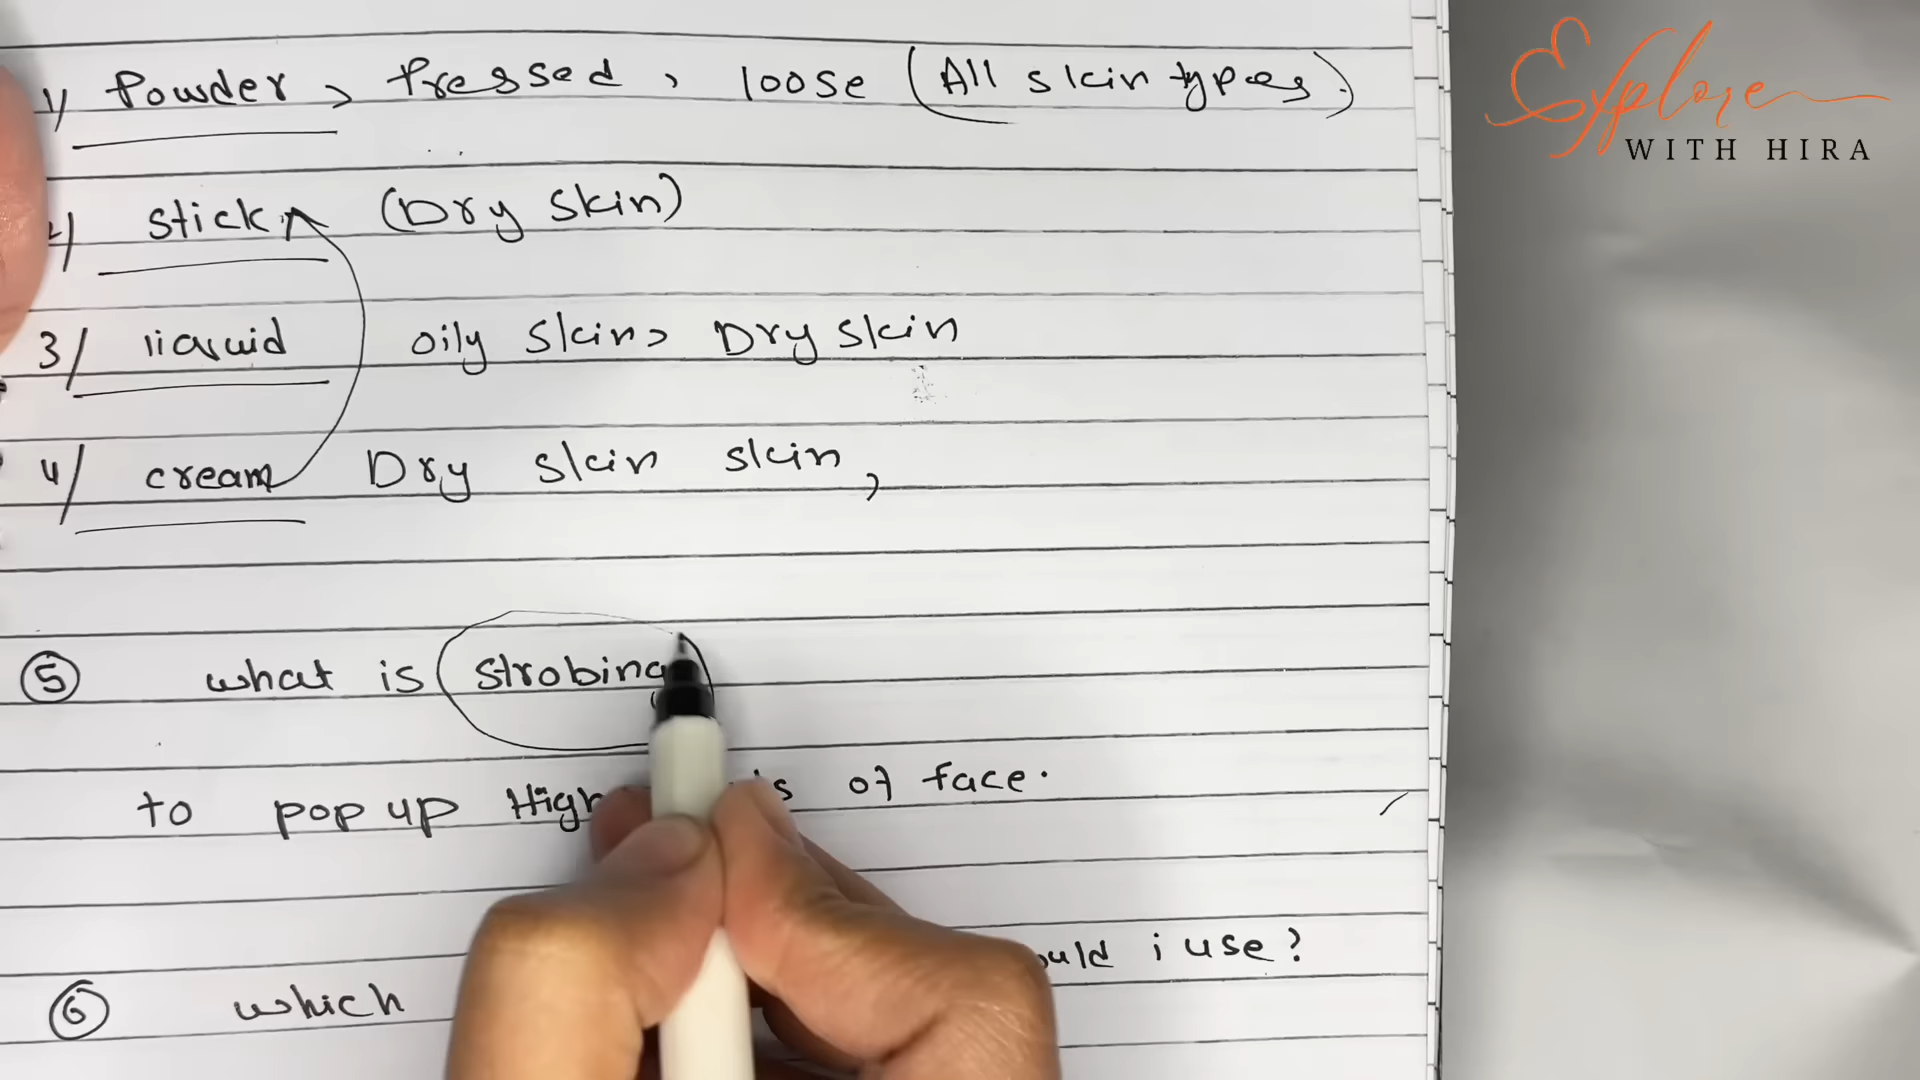 1) Powder, Pressed, loose (All skin types.)
2) stick (Dry skin)
3/ liquid oily skin, Dry skin
4/ cream Dry skin skin,
5 what is strobing
to pop up of face.
6 which i use?
Explore
WITH HIRA